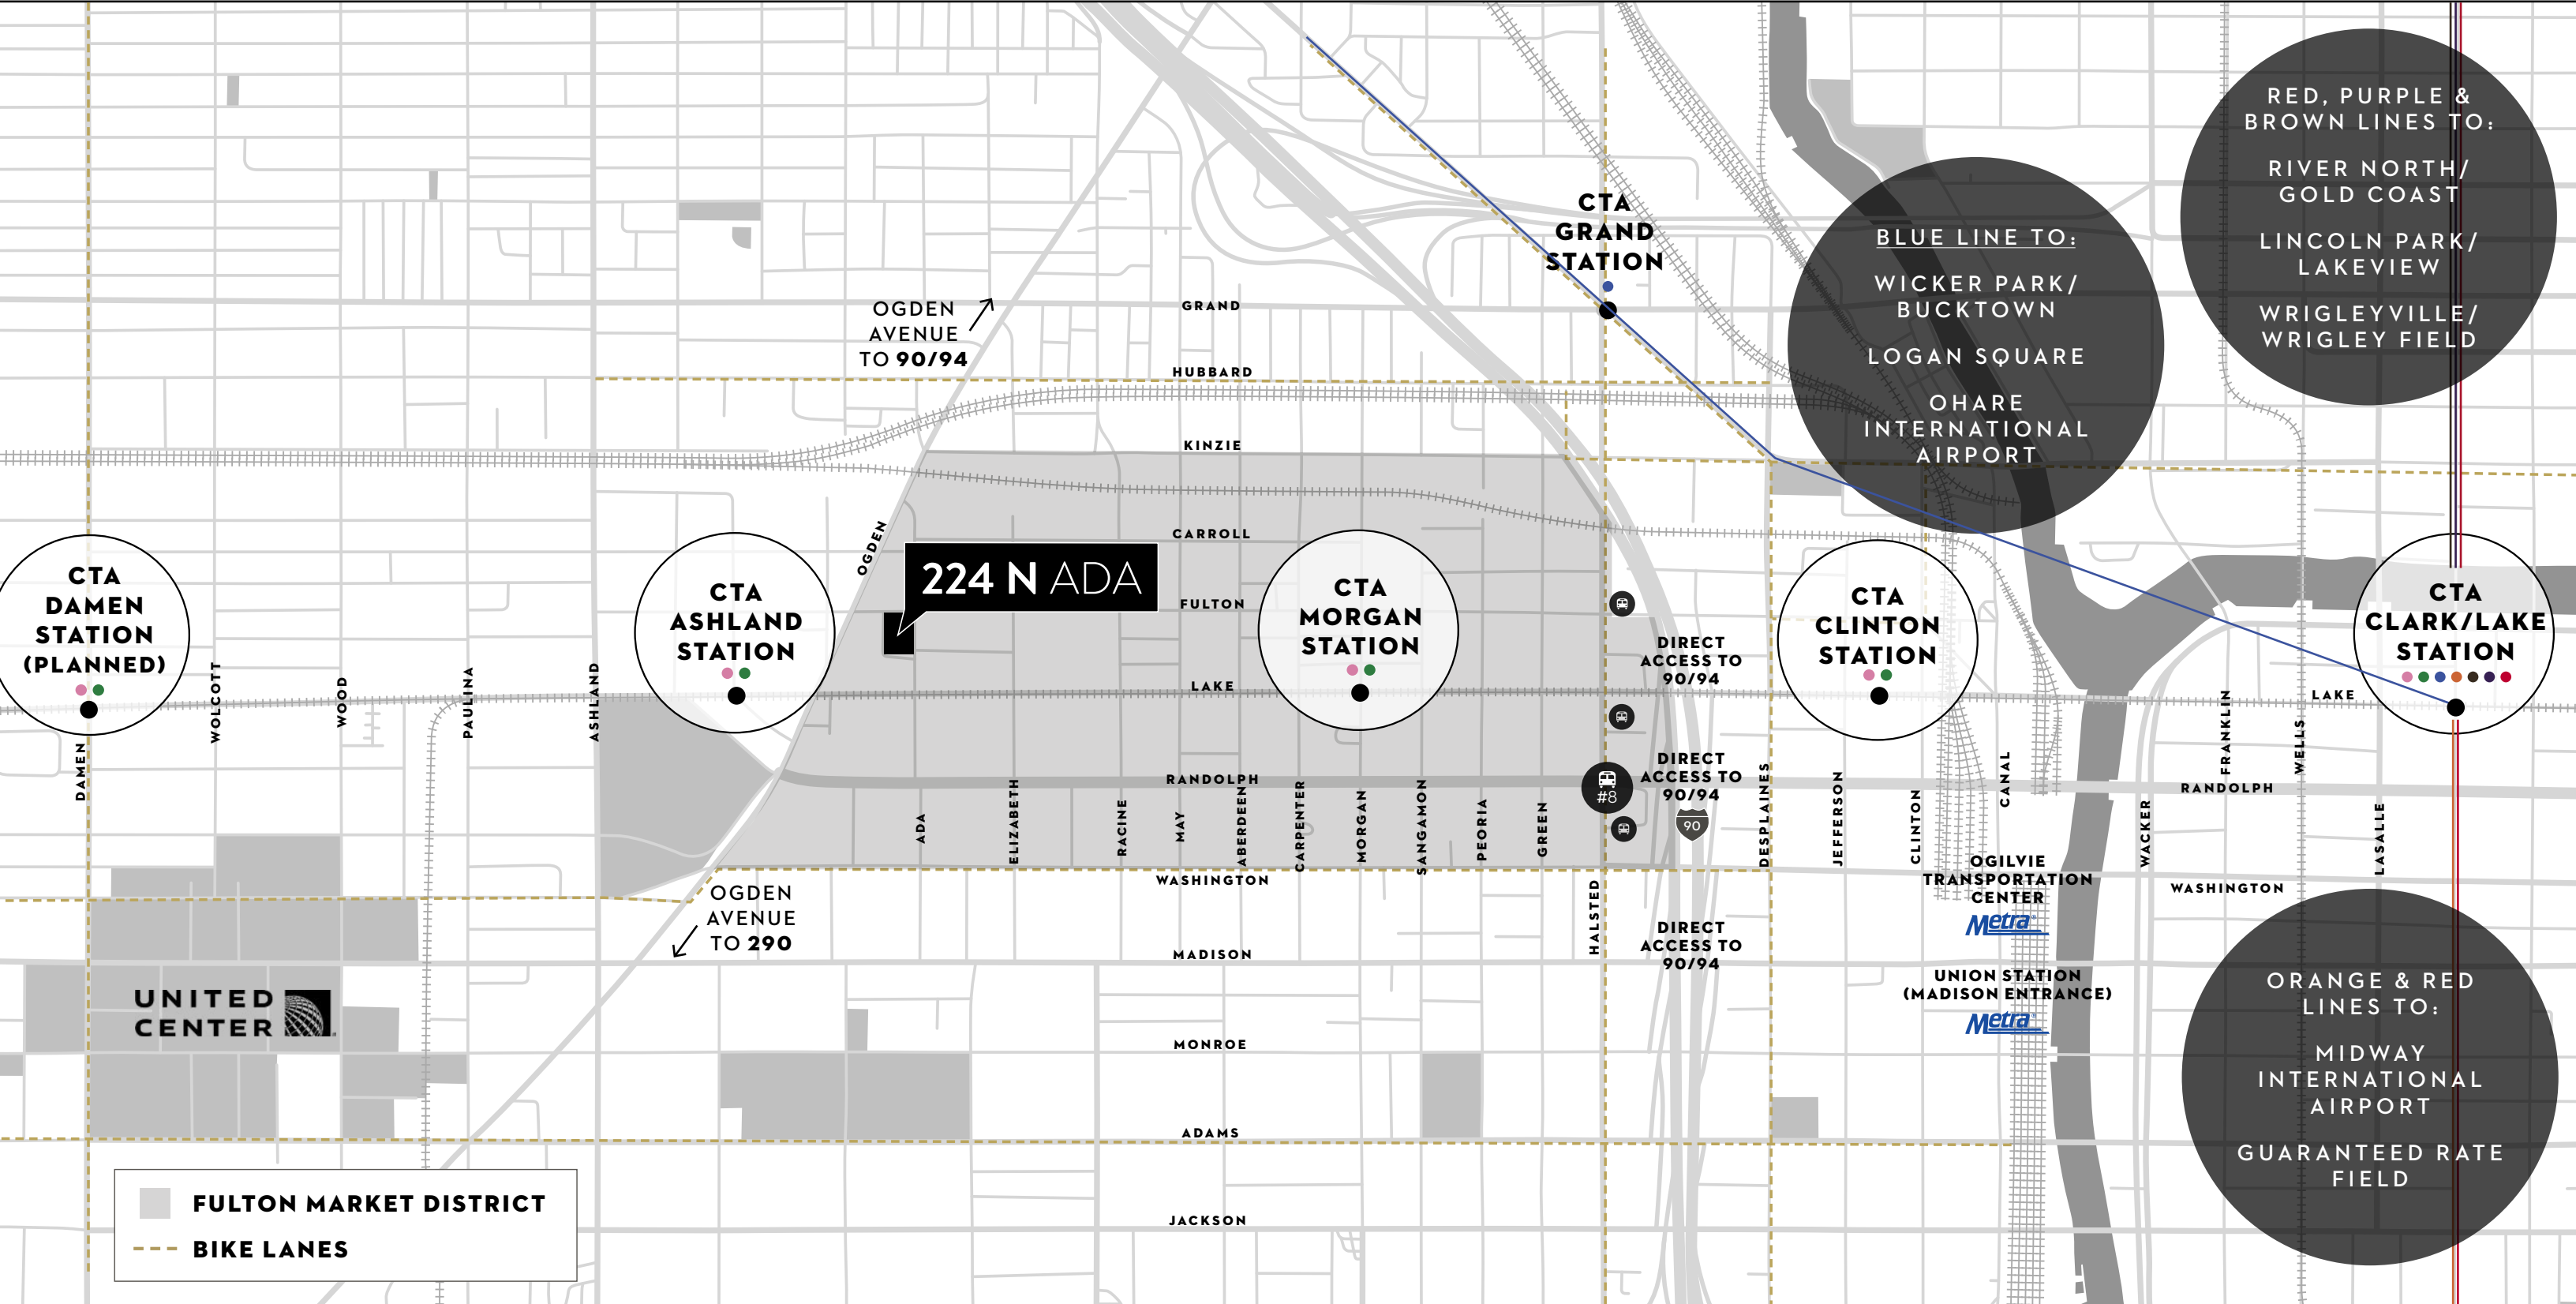 RED, PURPLE &
BROWN LINES TO:
RIVER NORTH/
GOLD COAST
LINCOLN PARK/
LAKEVIEW
WRIGLEYVILLE/
WRIGLEY FIELD
BLUE LINE TO:
WICKER PARK/
BUCKTOWN
LOGAN SQUARE
OHARE
INTERNATIONAL
AIRPORT
CTA
GRAND
STATION
OGDEN
AVENUE
TO 90/94
GRAND
HUBBARD
KINZIE
CARROLL
OGDEN
224 N ADA
FULTON
CTA
DAMEN
STATION
(PLANNED)
CTA
ASHLAND
STATION
CTA
MORGAN
STATION
CTA
CLINTON
STATION
CTA
CLARK/LAKE
STATION
DIRECT
ACCESS TO
90/94
LAKE
LAKE
DAMEN
WOLCOTT
WOOD
PAULINA
ASHLAND
RANDOLPH
RANDOLPH
DIRECT
ACCESS TO
90/94
#8
90
ADA
ELIZABETH
RACINE
MAY
ABERDEEN
CARPENTER
MORGAN
SANGAMON
PEORIA
GREEN
HALSTED
DESPLAINES
JEFFERSON
CLINTON
CANAL
WACKER
FRANKLIN
WELLS
LASALLE
WASHINGTON
WASHINGTON
OGILVIE
TRANSPORTATION
CENTER
Metra
OGDEN
AVENUE
TO 290
DIRECT
ACCESS TO
90/94
MADISON
UNION STATION
(MADISON ENTRANCE)
Metra
UNITED
CENTER
MONROE
ADAMS
JACKSON
ORANGE & RED
LINES TO:
MIDWAY
INTERNATIONAL
AIRPORT
GUARANTEED RATE
FIELD
FULTON MARKET DISTRICT
BIKE LANES